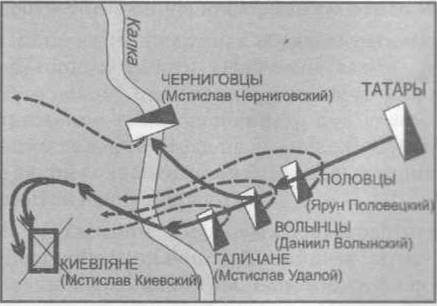 Калка
ЧЕРНИГОВЦЫ
(Мстислав Черниговский)
ТАТАРЫ
ПОЛОВЦЫ
(Ярун Половецкий)
ВОЛЫНЦЫ
(Даниил Волынский)
ГАЛИЧАНЕ
(Мстислав Удалой)
КИЕВЛЯНЕ
(Мстислав Киевский)